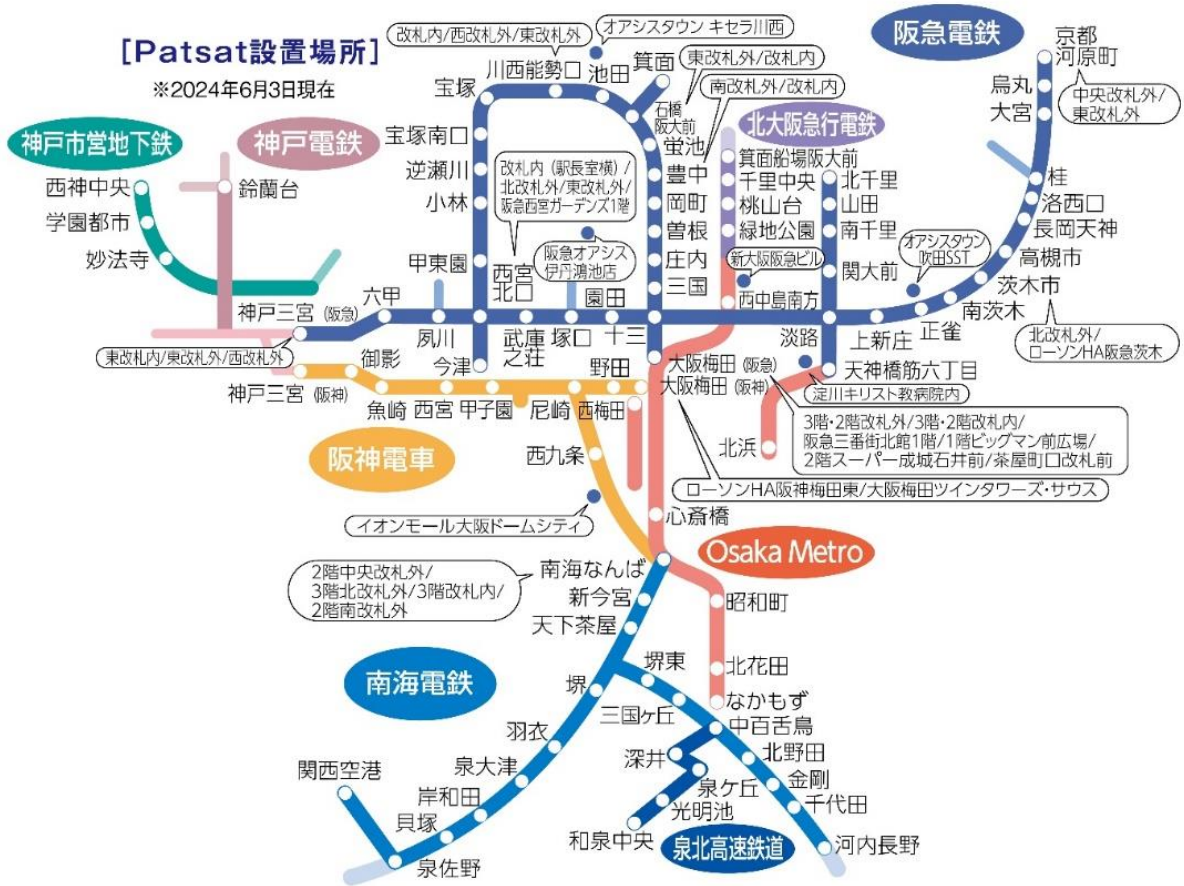 [Patsat設置場所]
※2024年6月3日現在
改札内/西改札外/東改札外
オアシスタウン キセラ川西
阪急電鉄
京都
河原町
烏丸
大宮
中央改札外/
東改札外
川西能勢口
池田
箕面
東改札外/改札内
宝塚
石橋
阪大前
南改札外/改札内
神戸市営地下鉄
神戸電鉄
北大阪急行電鉄
宝塚南口
蛍池
箕面船場阪大前
西神中央
鈴蘭台
逆瀬川
改札内（駅長室横）/
北改札外/東改札外/
阪急西宮ガーデンズ1階
豊中
千里中央
北千里
桂
学園都市
小林
岡町
桃山台
山田
洛西口
曽根
緑地公園
南千里
長岡天神
妙法寺
甲東園
西宮
北口
阪急オアシス
伊丹鴻池店
庄内
新大阪阪急ビル
関大前
オアシスタウン
吹田SST
高槻市
園田
三国
西中島南方
茨木市
神戸三宮（阪急）
六甲
夙川
武庫
之荘
塚口
十三
淡路
上新庄
正雀
南茨木
北改札外/
ローソンHA阪急茨木
東改札内/東改札外/西改札外
御影
今津
野田
大阪梅田（阪急）
天神橋筋六丁目
神戸三宮（阪神）
大阪梅田（阪神）
淀川キリスト教病院内
魚崎
西宮
甲子園
尼崎
西梅田
3階・2階改札外/3階・2階改札内/
阪急三番街北館1階/1階ビッグマン前広場/
2階スーパー成城石井前/茶屋町口改札前
北浜
阪神電車
西九条
ローソンHA阪神梅田東/大阪梅田ツインタワーズ・サウス
イオンモール大阪ドームシティ
心斎橋
Osaka Metro
2階中央改札外/
3階北改札外/3階改札内/
2階南改札外
南海なんば
新今宮
天下茶屋
昭和町
北花田
なかもず
南海電鉄
堺
堺東
三国ヶ丘
中百舌鳥
羽衣
深井
北野田
泉大津
泉ケ丘
金剛
関西空港
岸和田
光明池
千代田
貝塚
和泉中央
泉北高速鉄道
河内長野
泉佐野